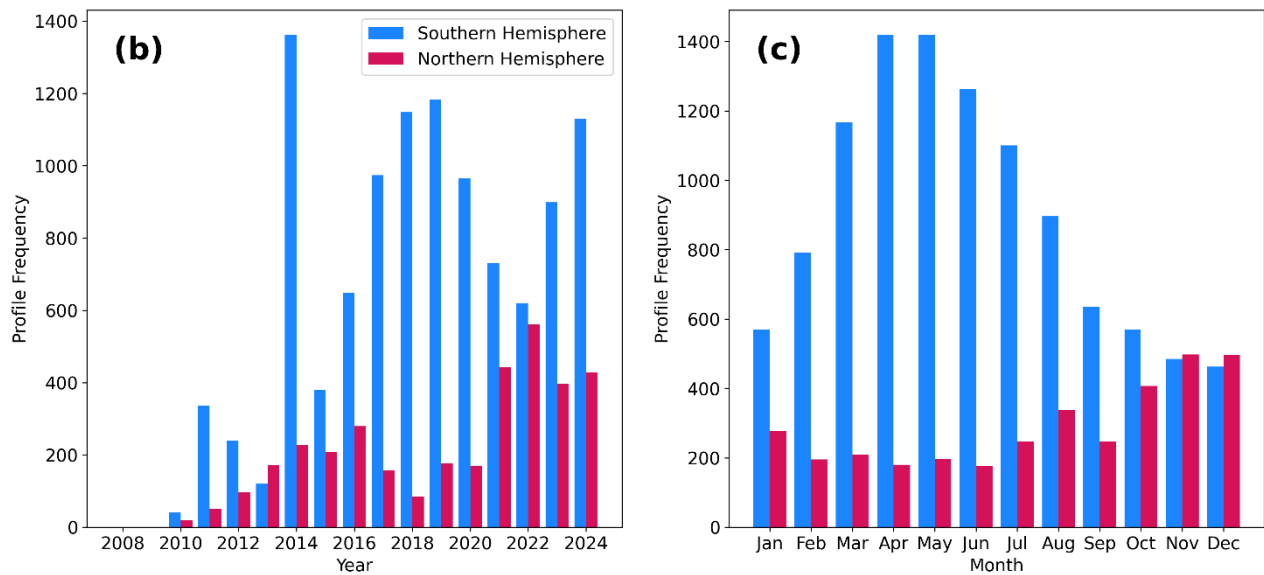 (b)
Southern Hemisphere
Northern Hemisphere
Profile Frequency
1400
1200
1000
800
600
400
200
0
2008 2010 2012 2014 2016 2018 2020 2022 2024
Year
(c)
Profile Frequency
1400
1200
1000
800
600
400
200
0
Jan Feb Mar Apr May Jun Jul Aug Sep Oct Nov Dec
Month